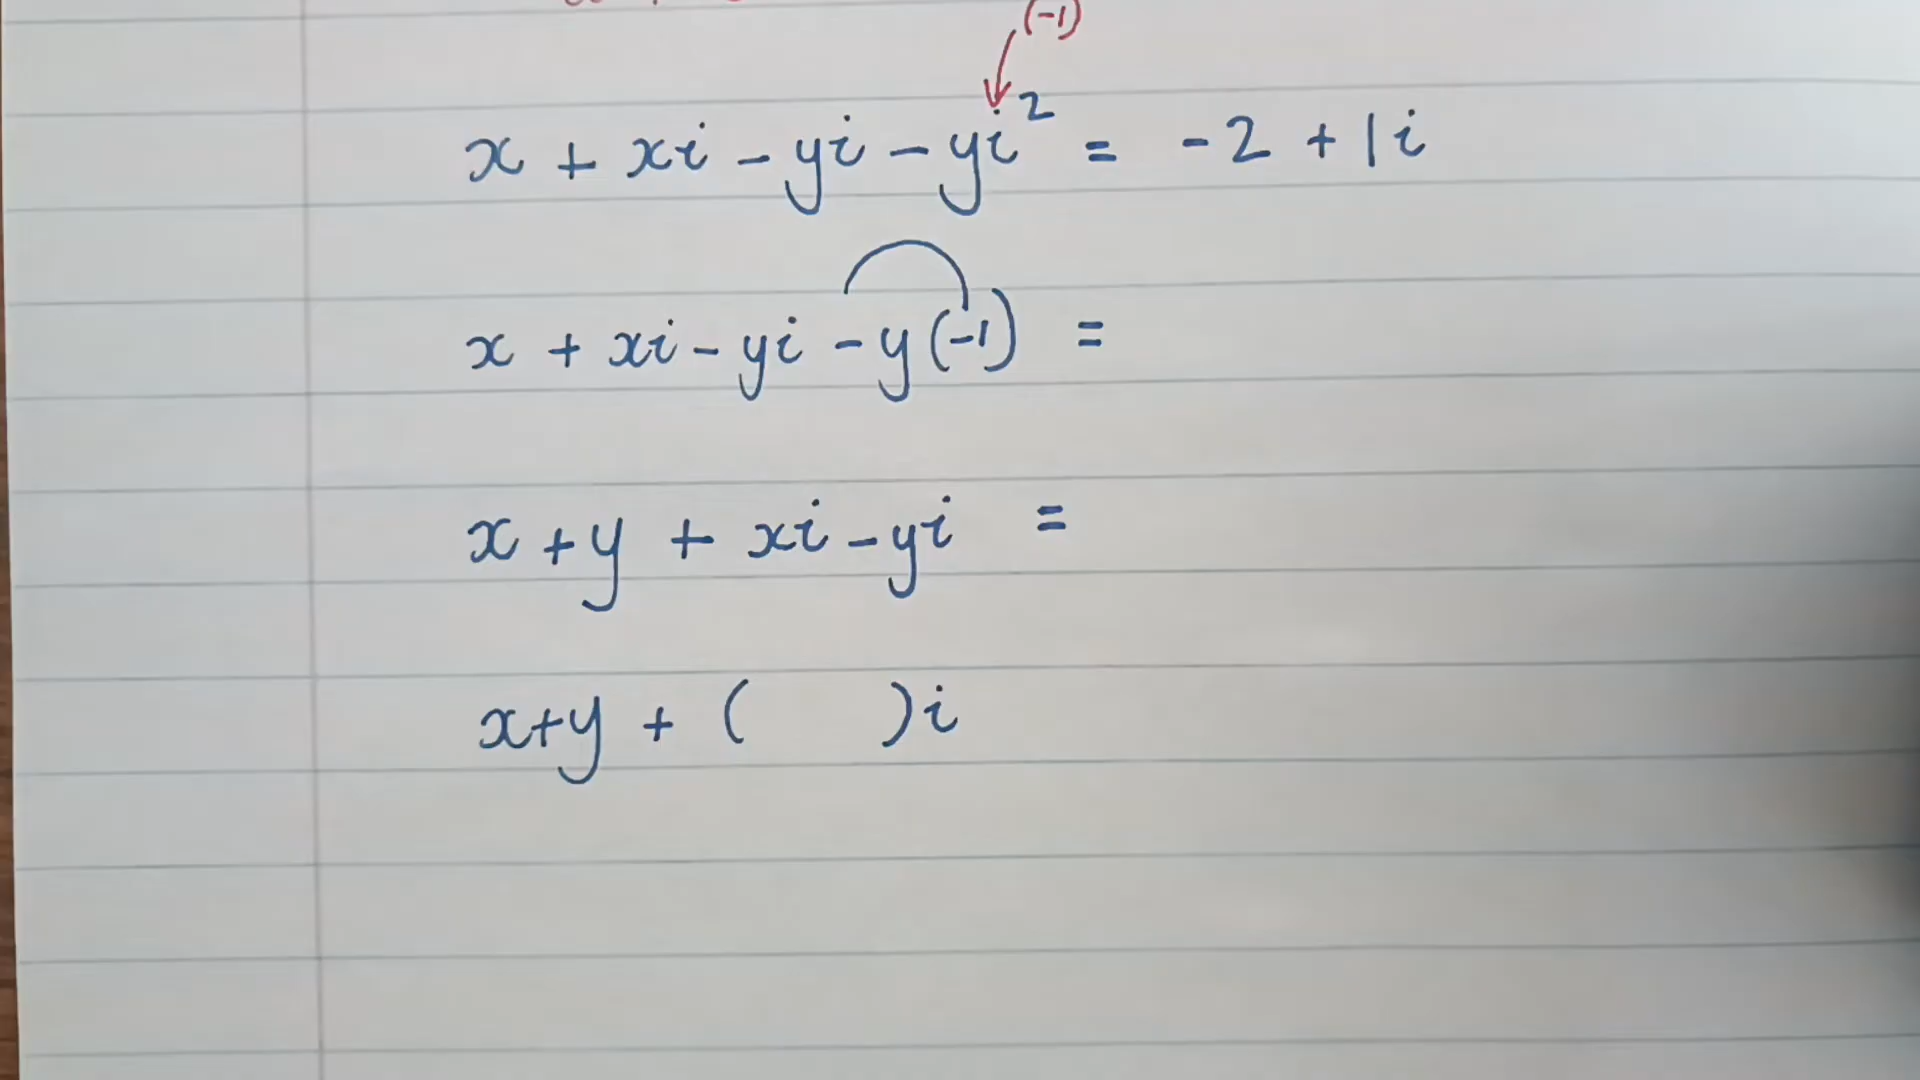 (-1)
x + xi - yi - yi² = -2 + 1i
x + xi - yi - y(-1) =
x + y + xi - yi =
x+y + (      )i